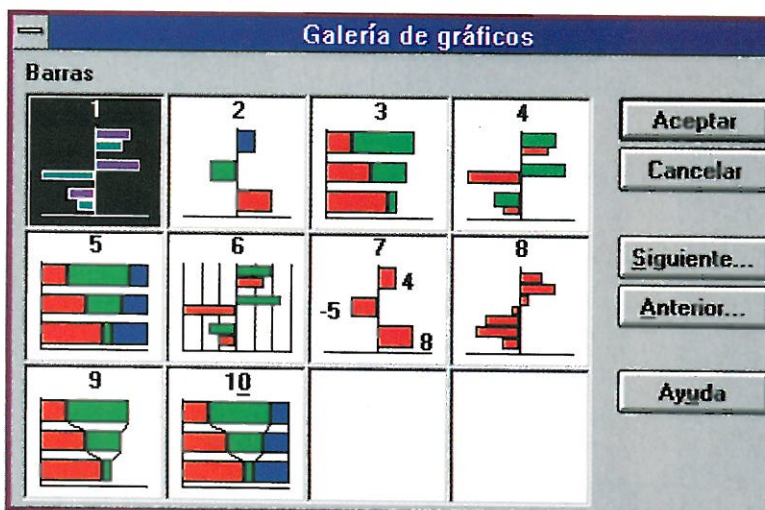 Galería de gráficos
Barras
1 2 3 4
Aceptar
Cancelar
5 6 7 8
4
-5
8
Siguiente...
Anterior...
9 10
Ayuda